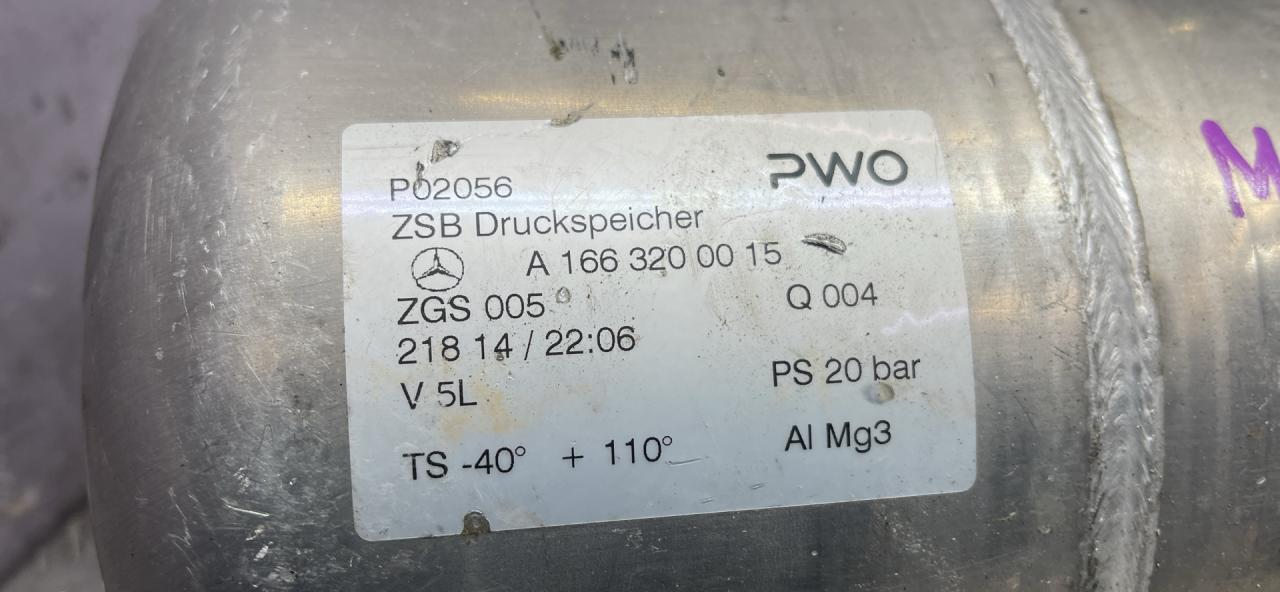 PWO
P02056
ZSB Druckspeicher
A 166 320 00 15
ZGS 005 Q 004
218 14 / 22:06
V 5L PS 20 bar
TS -40° + 110° Al Mg3
M